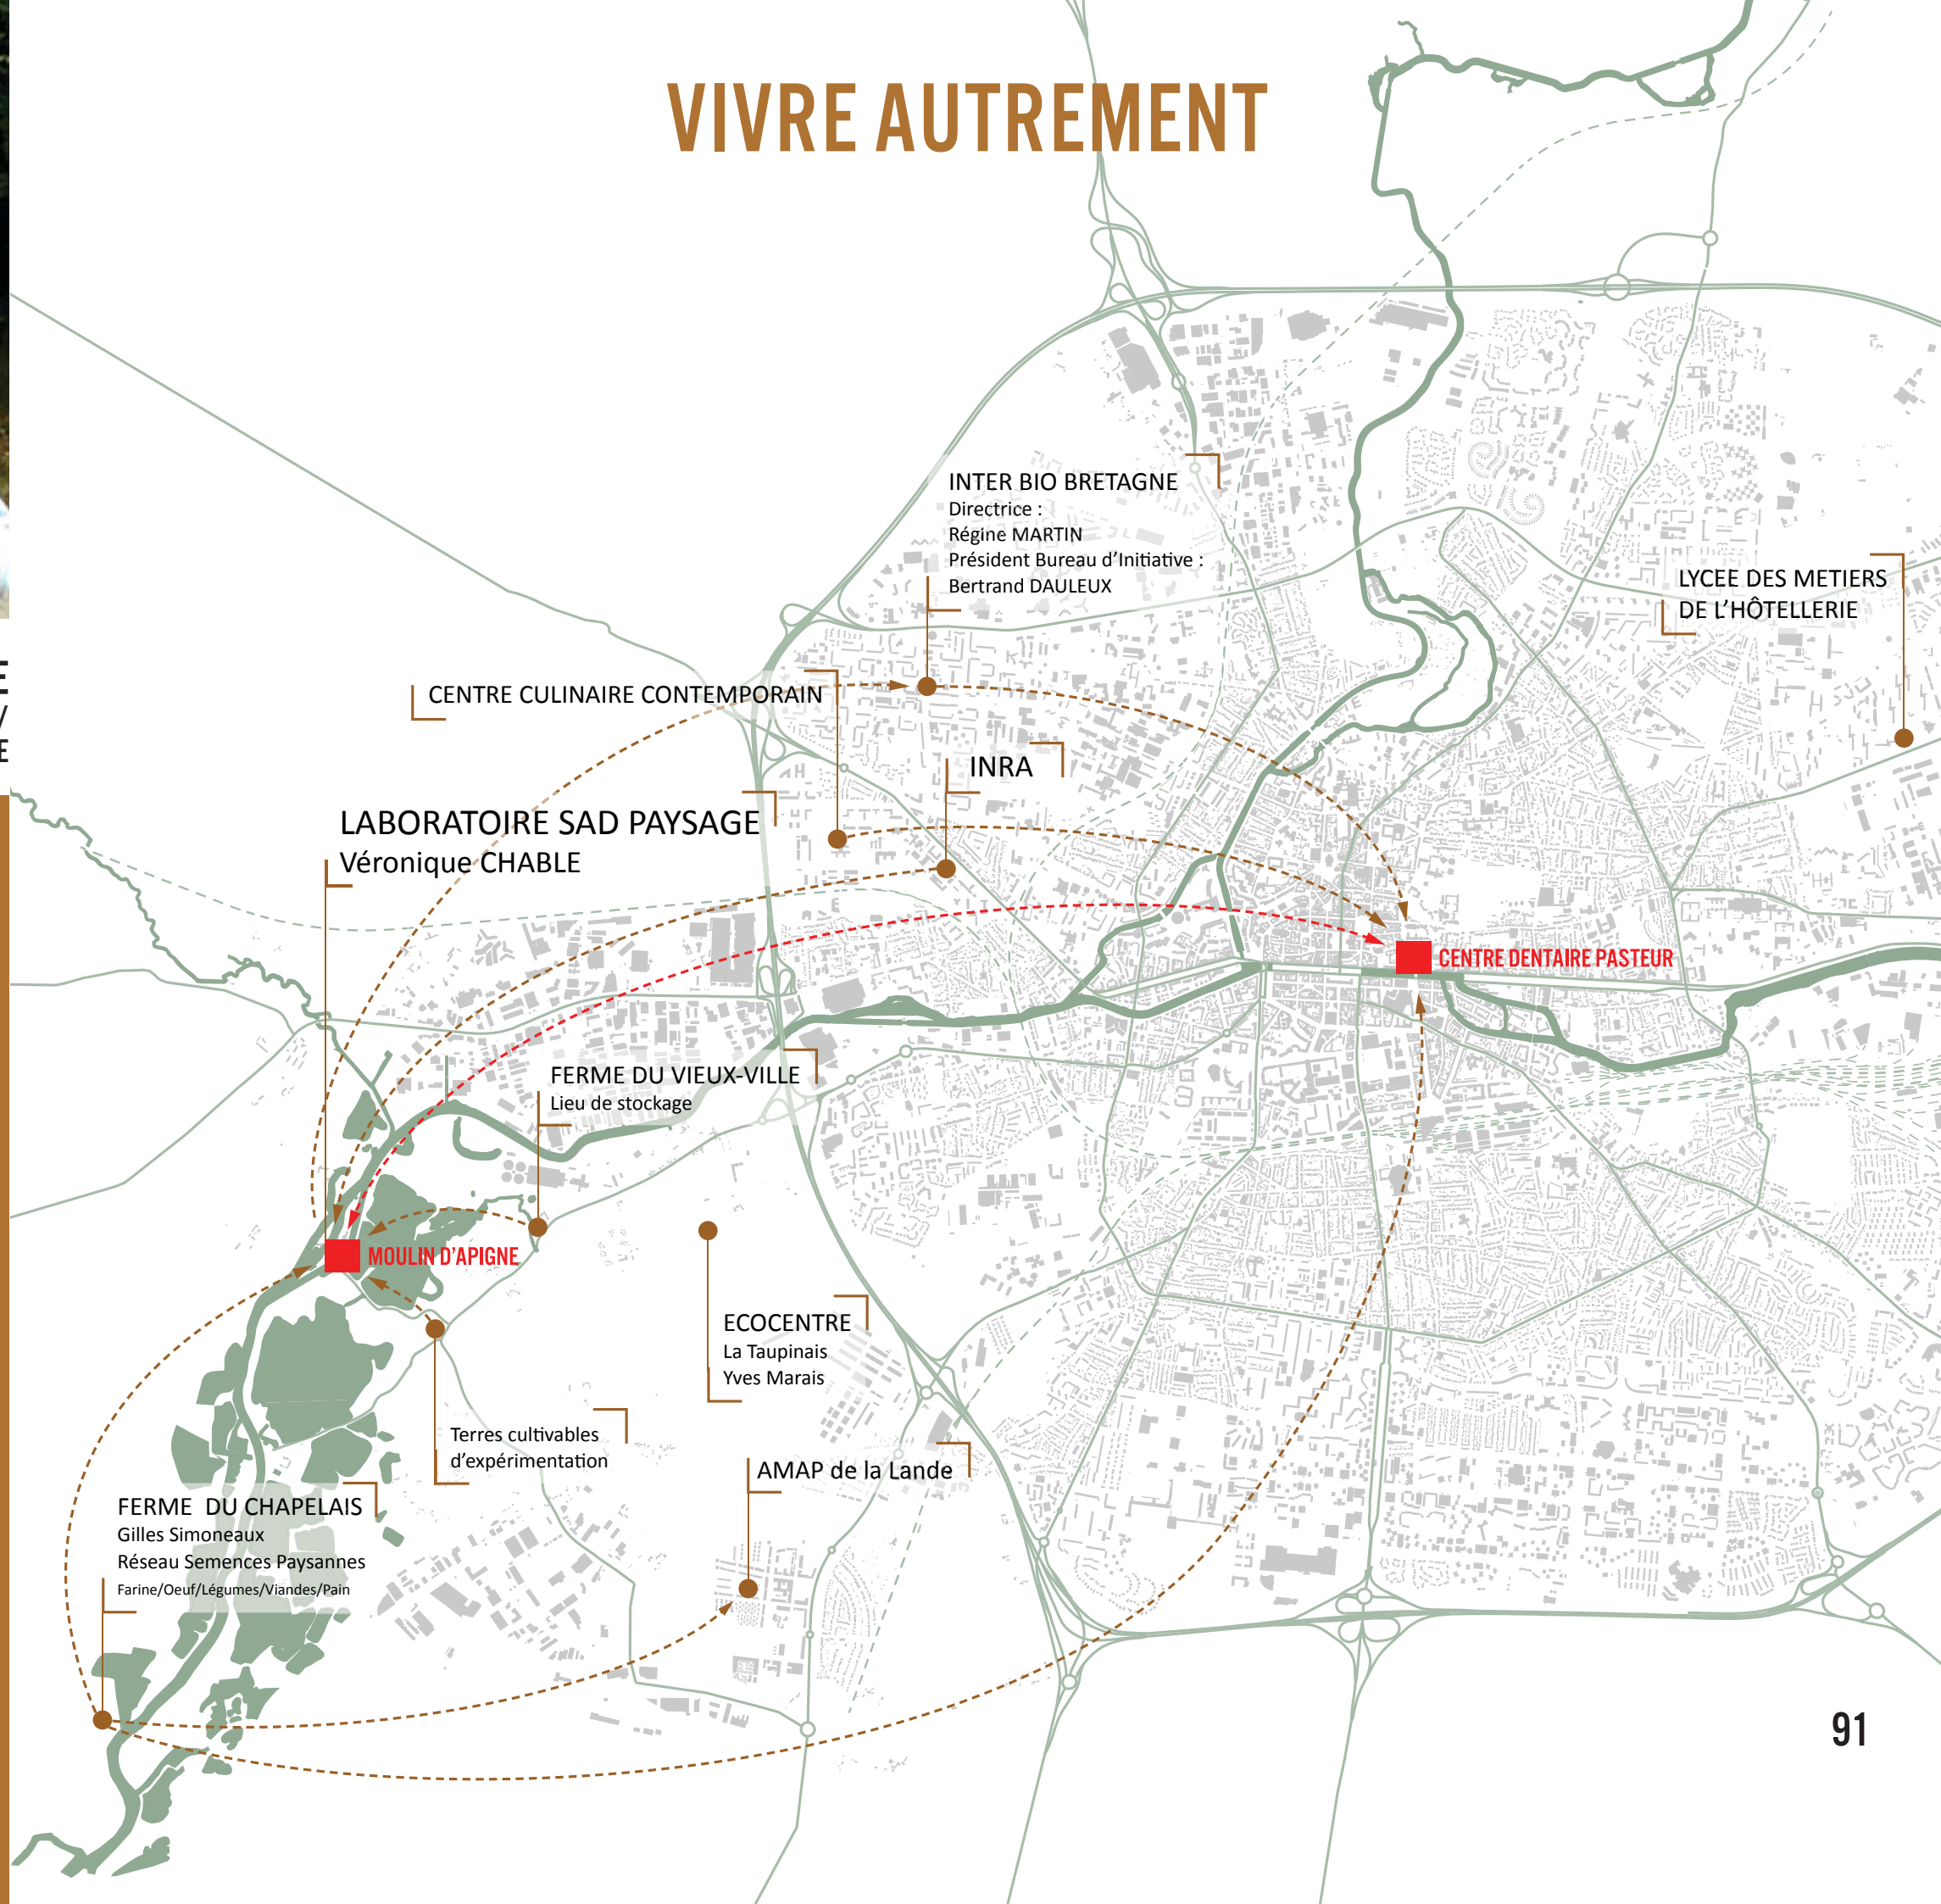 VIVRE AUTREMENT
INTER BIO BRETAGNE
Directrice :
Régine MARTIN
Président Bureau d'Initiative :
Bertrand DAULEUX
LYCEE DES METIERS
DE L'HÔTELLERIE
E
/
E
CENTRE CULINAIRE CONTEMPORAIN
INRA
LABORATOIRE SAD PAYSAGE
Véronique CHABLE
CENTRE DENTAIRE PASTEUR
FERME DU VIEUX-VILLE
Lieu de stockage
MOULIN D'APIGNE
ECOCENTRE
La Taupinais
Yves Marais
Terres cultivables
d'expérimentation
AMAP de la Lande
FERME DU CHAPELAIS
Gilles Simoneaux
Réseau Semences Paysannes
Farine/Oeuf/Légumes/Viandes/Pain
91